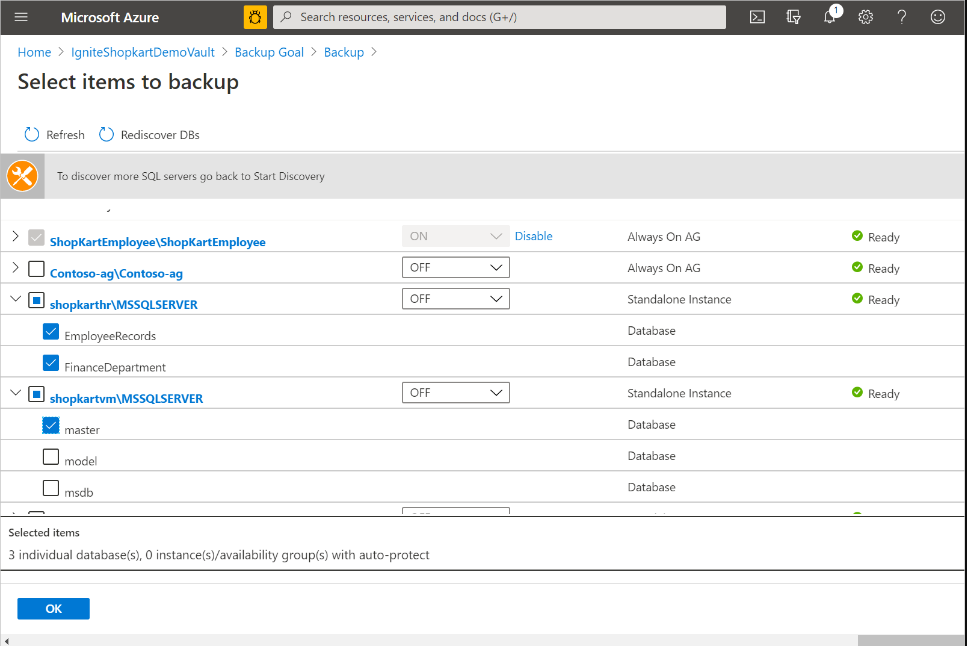 Microsoft Azure
Search resources, services, and docs (G+/)
1
Home > IgniteShopkartDemoVault > Backup Goal > Backup >
Select items to backup
Refresh Rediscover DBs
To discover more SQL servers go back to Start Discovery
ShopKartEmployee\ShopKartEmployee ON Disable Always On AG Ready
Contoso-ag\Contoso-ag OFF Always On AG Ready
shopkarthr\MSSQLSERVER OFF Standalone Instance Ready
EmployeeRecords Database
FinanceDepartment Database
shopkartvm\MSSQLSERVER OFF Standalone Instance Ready
master Database
model Database
msdb Database
Selected items
3 individual database(s), 0 instance(s)/availability group(s) with auto-protect
OK